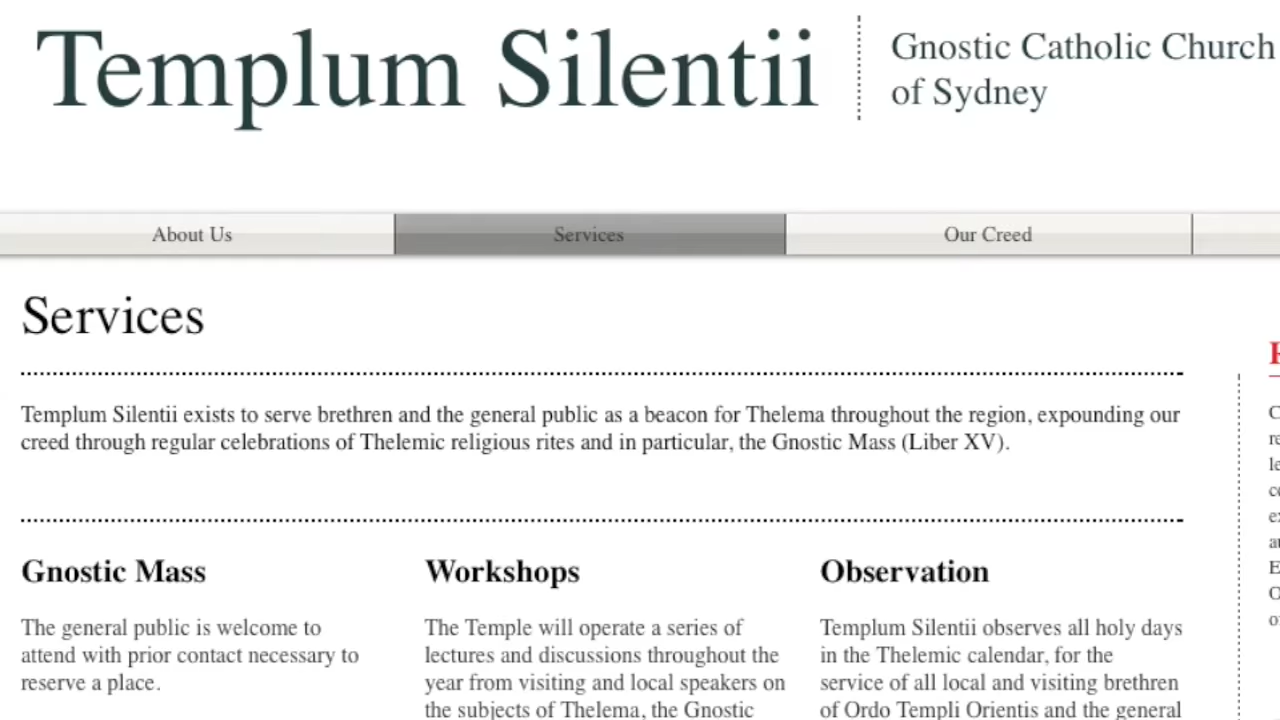 Templum Silentii
Gnostic Catholic Church
of Sydney
About Us
Services
Our Creed
Services
Templum Silentii exists to serve brethren and the general public as a beacon for Thelema throughout the region, expounding our
creed through regular celebrations of Thelemic religious rites and in particular, the Gnostic Mass (Liber XV).
Gnostic Mass
The general public is welcome to
attend with prior contact necessary to
reserve a place.
Workshops
The Temple will operate a series of
lectures and discussions throughout the
year from visiting and local speakers on
the subjects of Thelema, the Gnostic
Observation
Templum Silentii observes all holy days
in the Thelemic calendar, for the
service of all local and visiting brethren
of Ordo Templi Orientis and the general